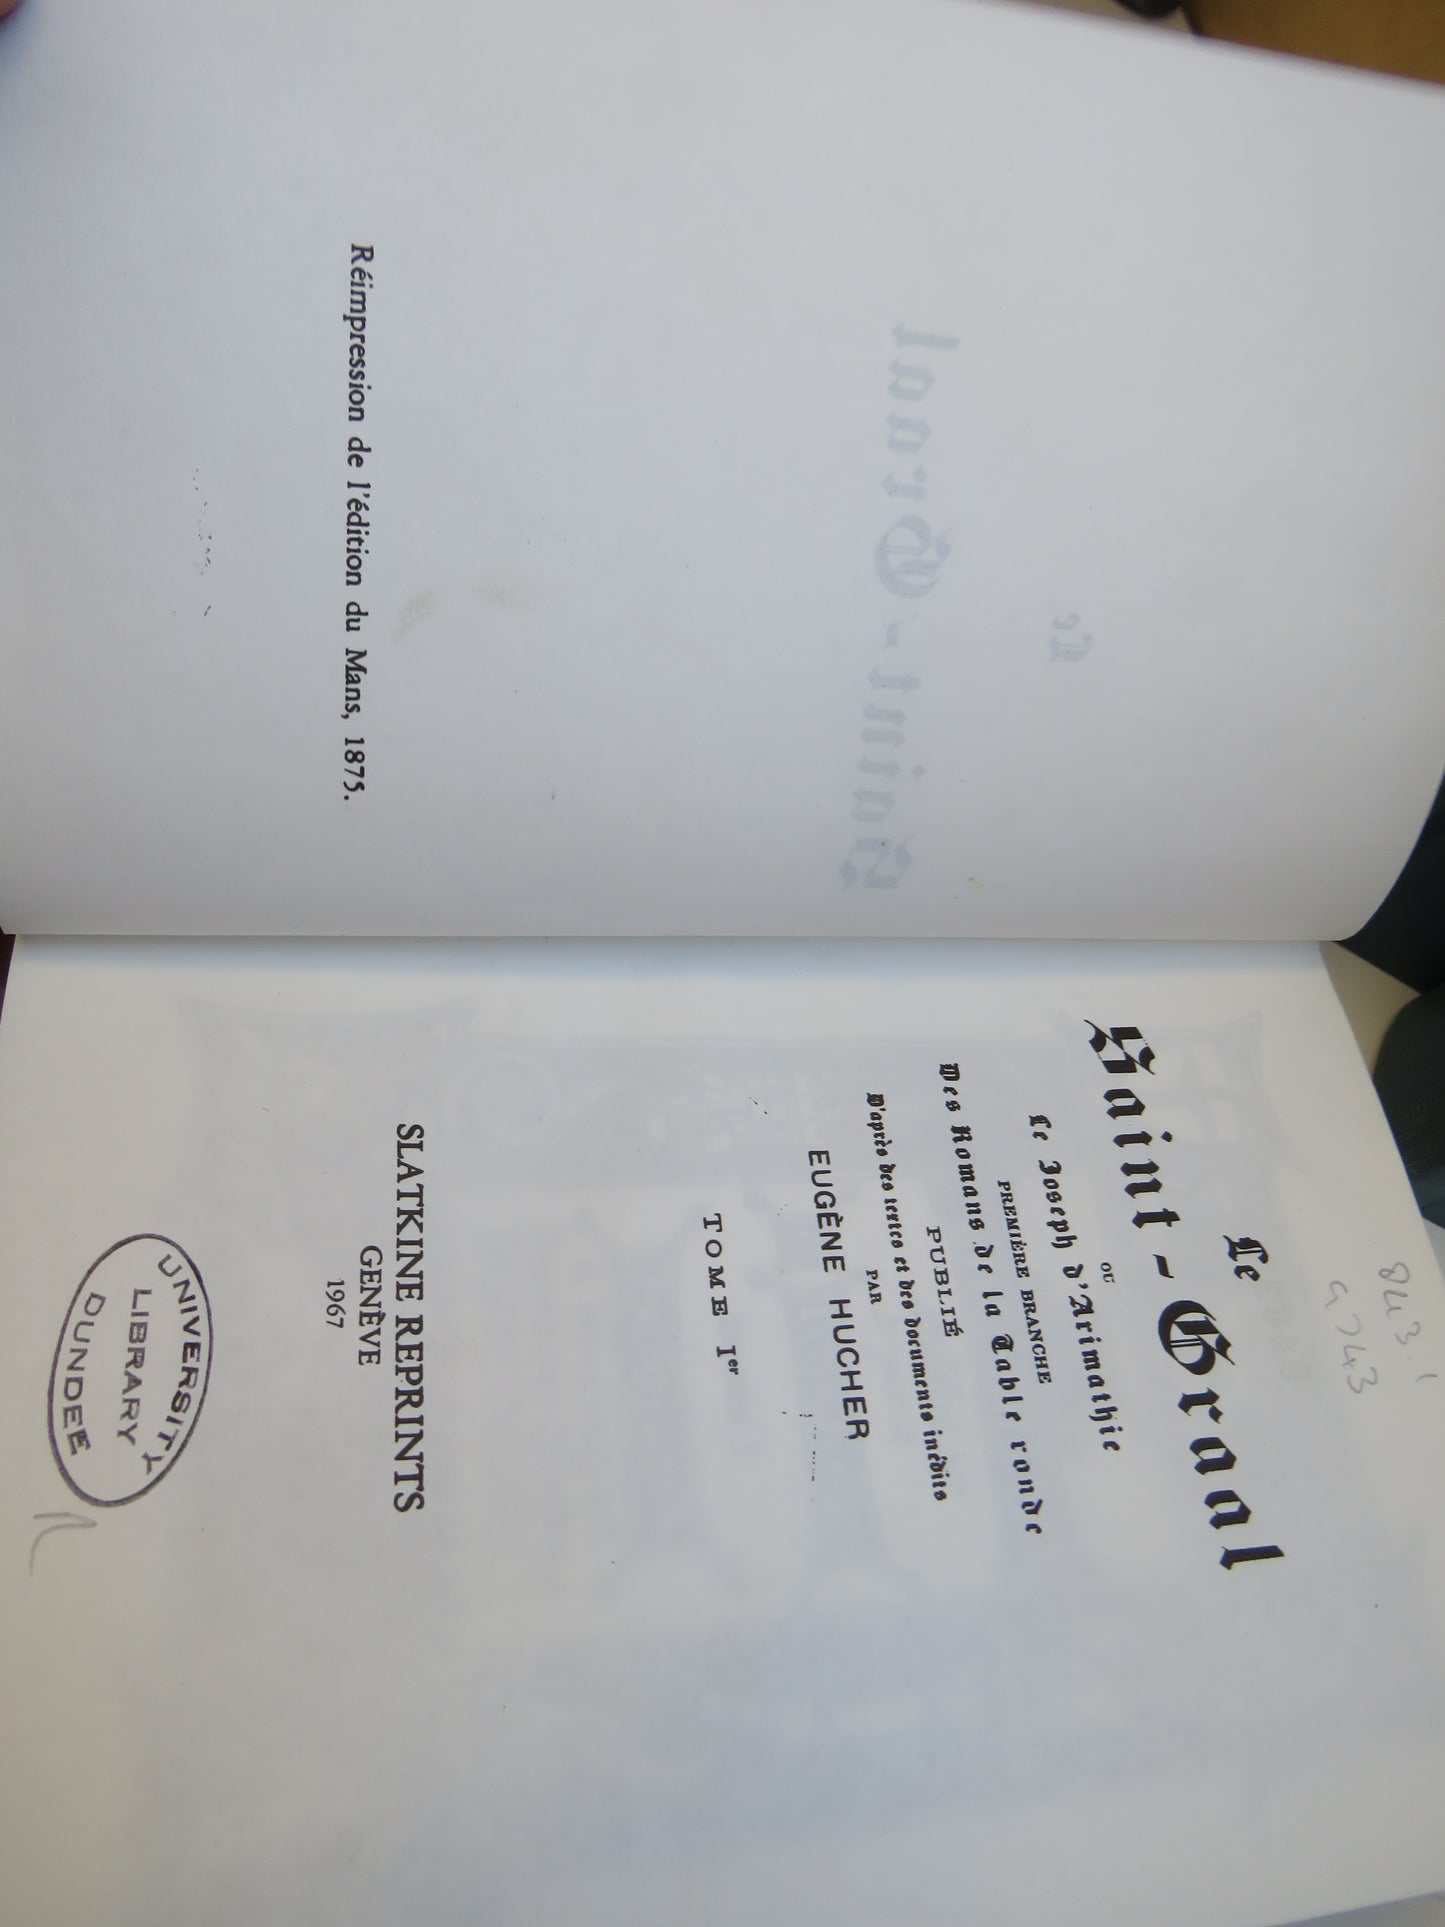 Réimpression de l'édition du Mans, 1875.
843.1
Le
Saint-Graal
OU
Le Joseph d'Arimathie
PREMIÈRE BRANCHE
Des Romans de la Table ronde
PUBLIÉ
D'après des textes et des documents inédits
PAR
EUGÈNE HUCHER
TOME Ier
SLATKINE REPRINTS
GENÈVE
1967
UNIVERSITY
LIBRARY
DUNDEE